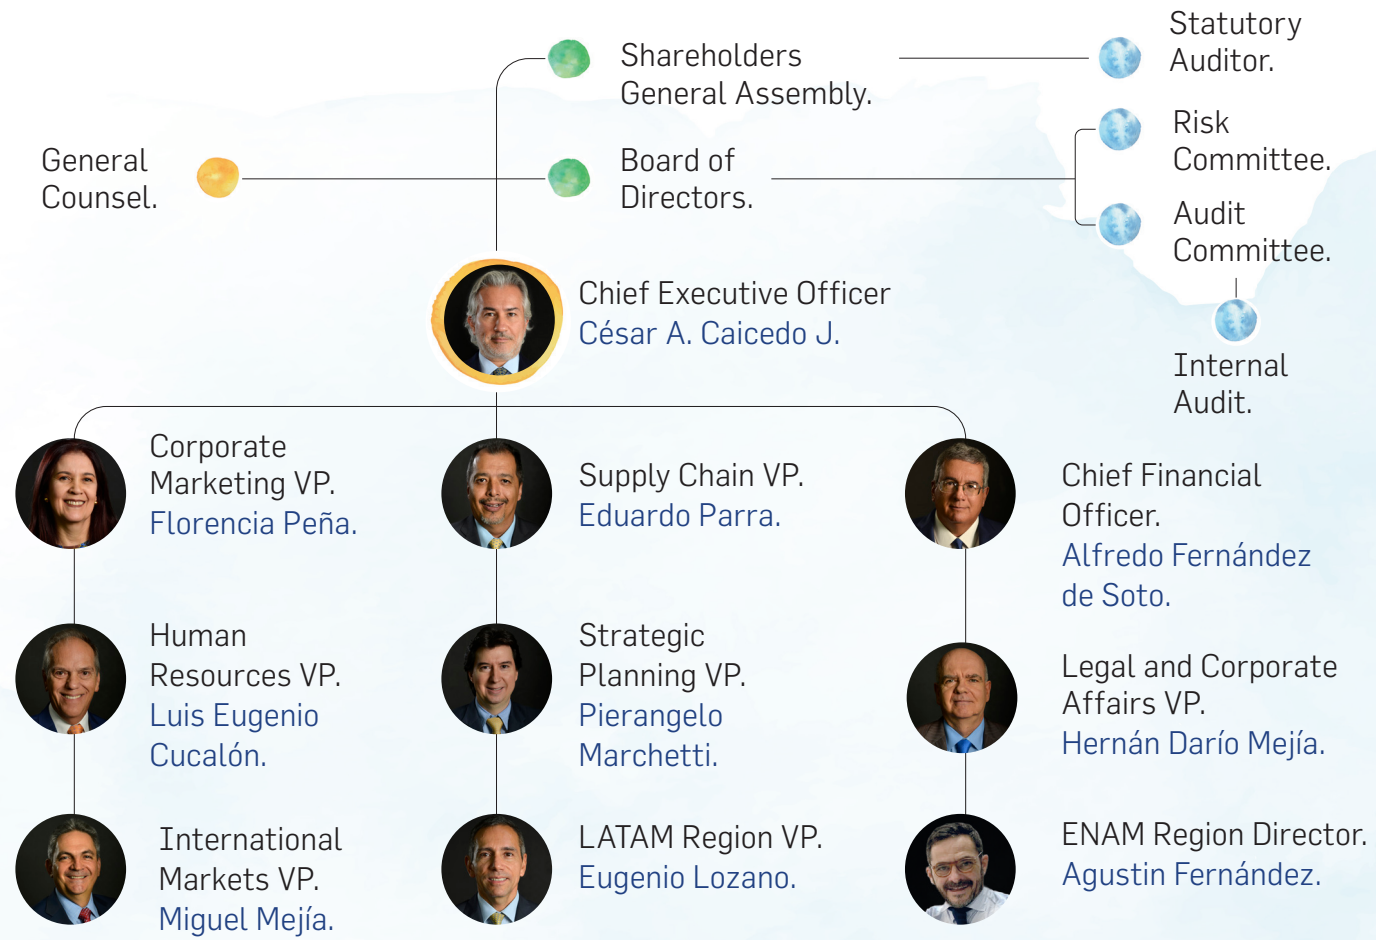 Shareholders
General Assembly.
Statutory
Auditor.
General
Counsel.
Board of
Directors.
Risk
Committee.
Audit
Committee.
Internal
Audit.
Chief Executive Officer
César A. Caicedo J.
Corporate
Marketing VP.
Florencia Peña.
Supply Chain VP.
Eduardo Parra.
Chief Financial
Officer.
Alfredo Fernández
de Soto.
Human
Resources VP.
Luis Eugenio
Cucalón.
Strategic
Planning VP.
Pierangelo
Marchetti.
Legal and Corporate
Affairs VP.
Hernán Darío Mejía.
International
Markets VP.
Miguel Mejía.
LATAM Region VP.
Eugenio Lozano.
ENAM Region Director.
Agustin Fernández.